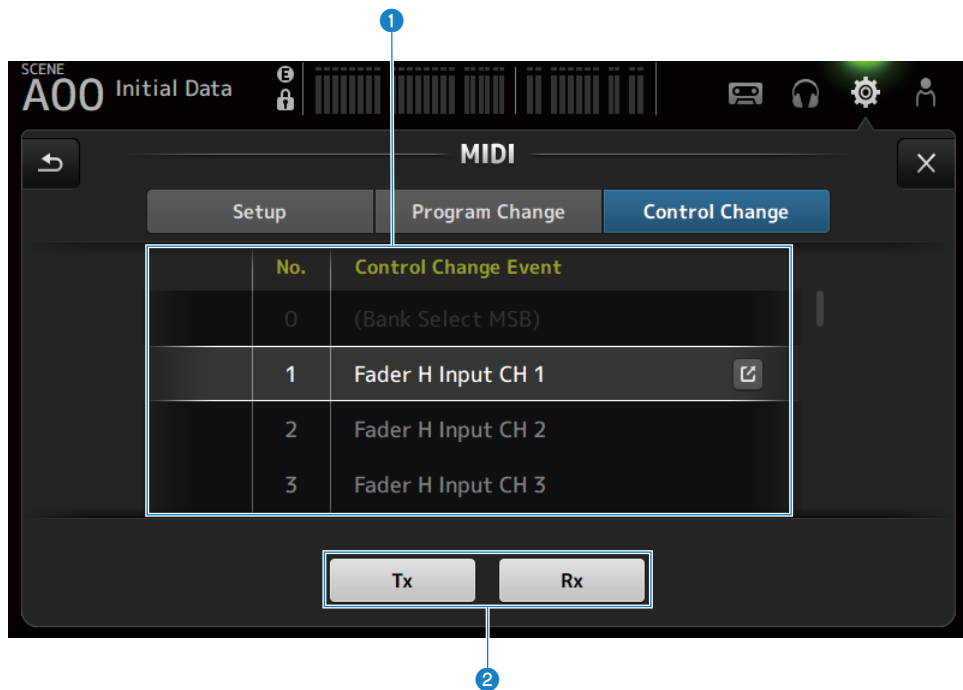 1
SCENE
A00 Initial Data
E
MIDI
Setup Program Change Control Change
No. Control Change Event
0 (Bank Select MSB)
1 Fader H Input CH 1
2 Fader H Input CH 2
3 Fader H Input CH 3
Tx Rx
2